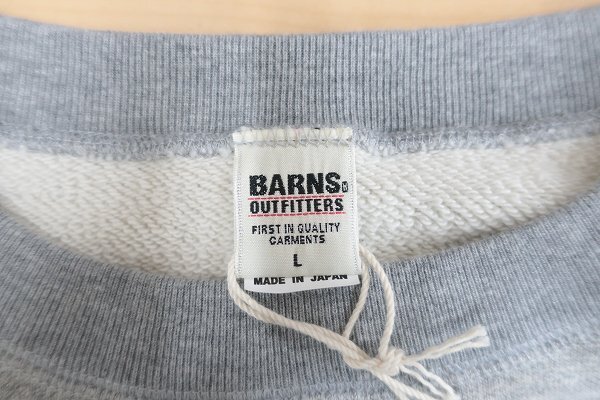 BARNS
OUTFITTERS
FIRST IN QUALITY
GARMENTS
L
MADE IN JAPAN